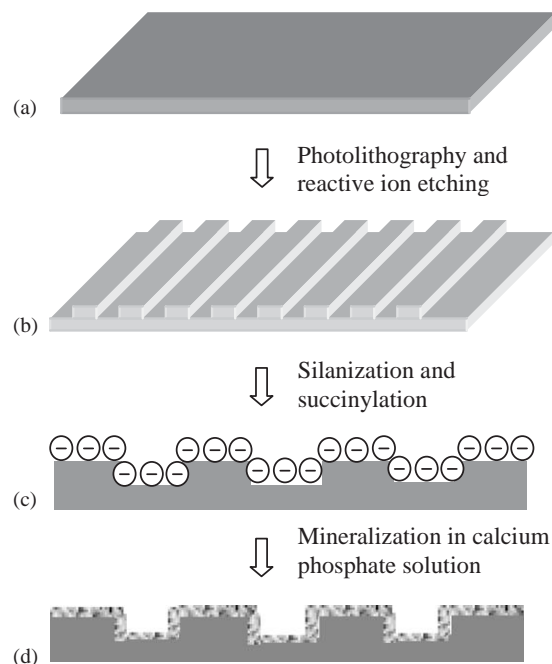 (a)
Photolithography and
reactive ion etching
(b)
Silanization and
succinylation
(c)
Mineralization in calcium
phosphate solution
(d)